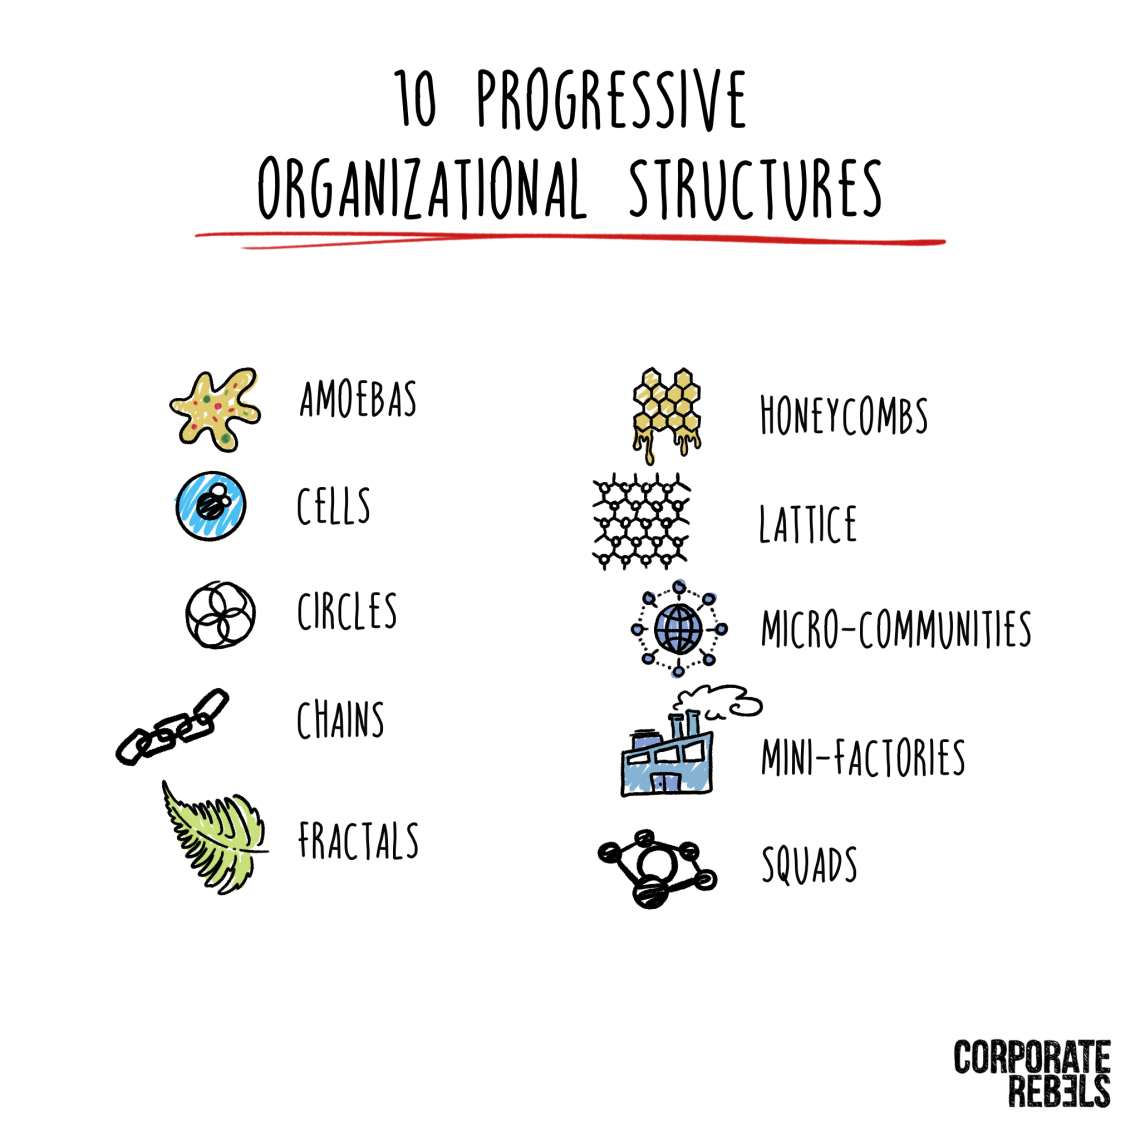 10 PROGRESSIVE
ORGANIZATIONAL STRUCTURES
AMOEBAS
CELLS
CIRCLES
CHAINS
FRACTALS
HONEYCOMBS
LATTICE
MICRO-COMMUNITIES
MINI-FACTORIES
SQUADS
CORPORATE
REBELS